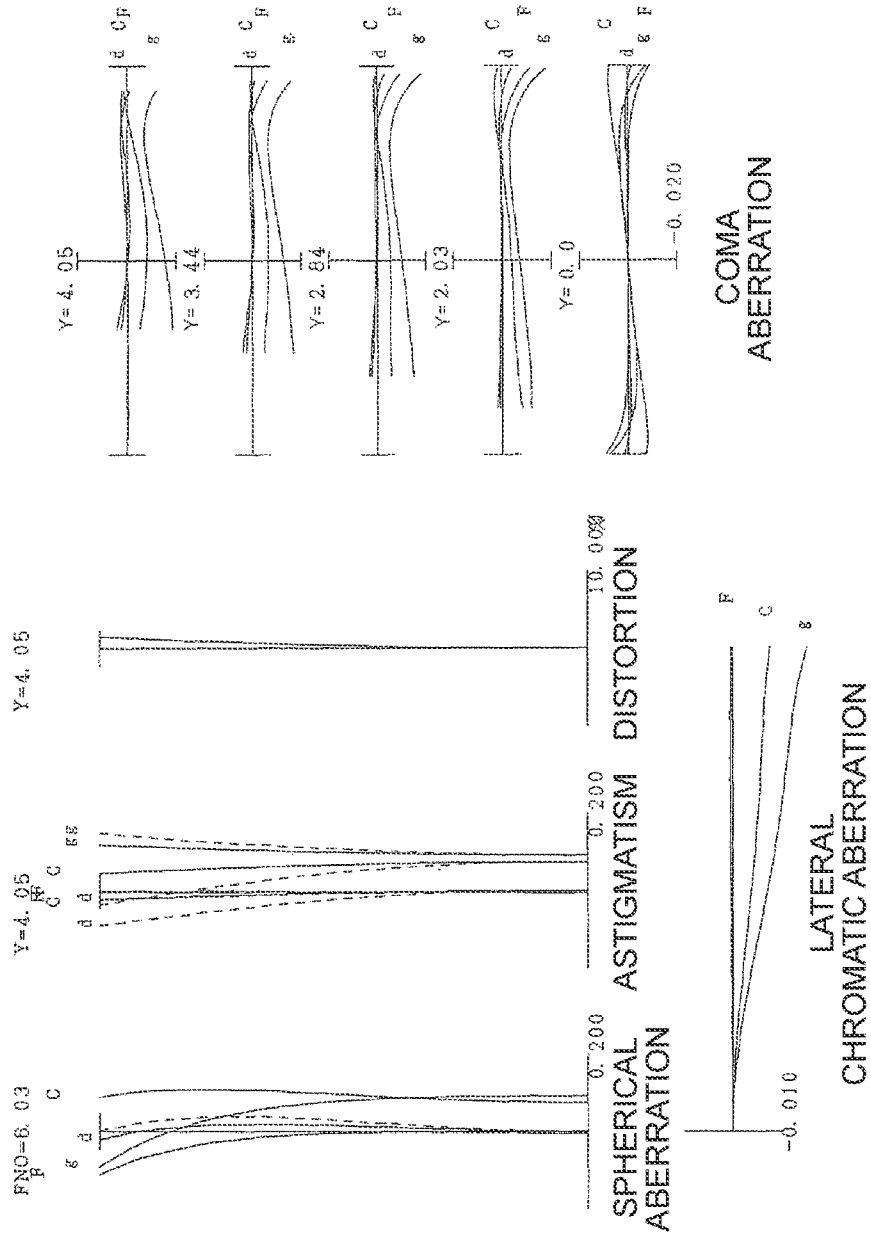 FNO=6. 03
F
d
C
g
0. 200
SPHERICAL
ABERRATION
Y=4. 05
C
F
C
gg
d
d
0. 200
ASTIGMATISM
Y=4. 05
10. 00%
DISTORTION
-0. 010
F
C
g
LATERAL
CHROMATIC ABERRATION
Y=4. 05
d
C
F
g
Y=3. 44
d
C
F
g
Y=2. 84
d
C
F
g
Y=2. 03
d
C
F
g
Y=0. 0
C
d
F
g
-0. 020
COMA
ABERRATION